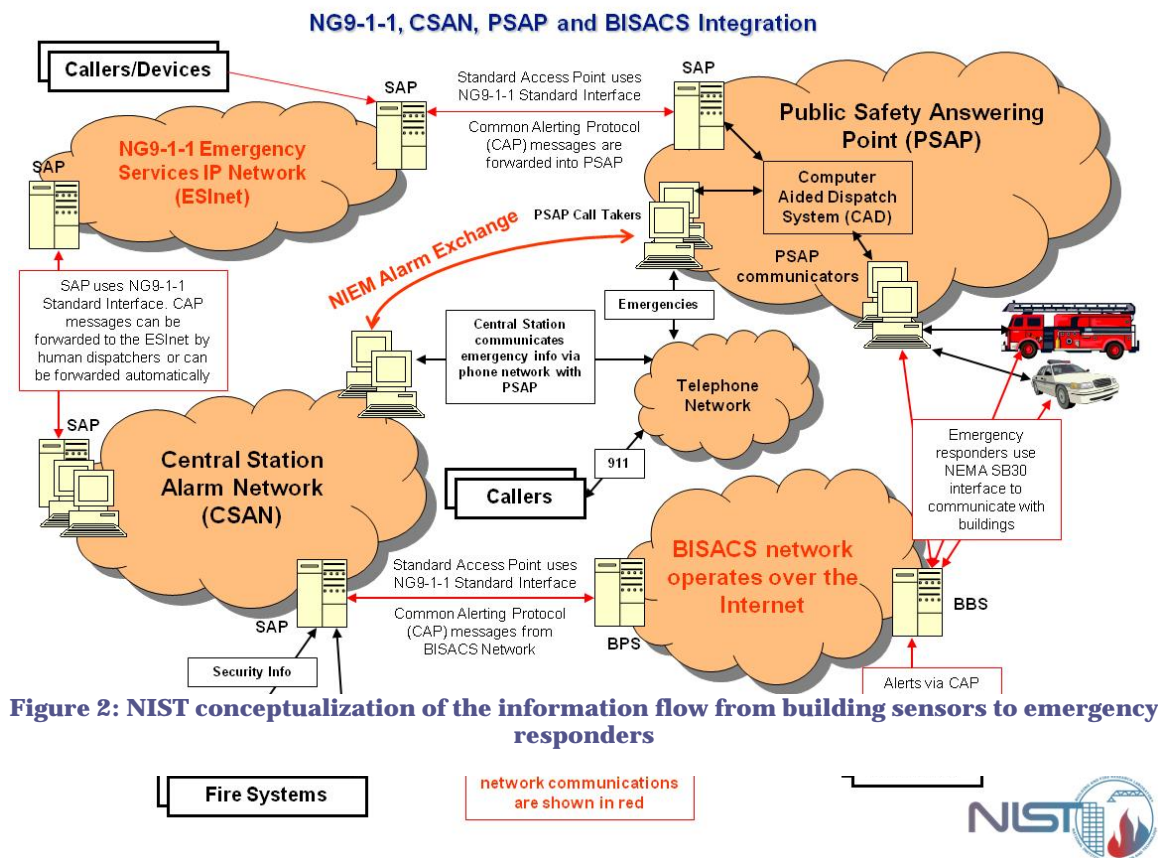 NG9-1-1, CSAN, PSAP and BISACS Integration
Callers/Devices
SAP
Standard Access Point uses
NG9-1-1 Standard Interface
Common Alerting Protocol
(CAP) messages are
forwarded into PSAP
SAP
Public Safety Answering
Point (PSAP)
SAP
NG9-1-1 Emergency
Services IP Network
(ESInet)
Computer
Aided Dispatch
System (CAD)
PSAP Call Takers
NIEM Alarm Exchange
PSAP
communicators
SAP uses NG9-1-1
Standard Interface. CAP
messages can be
forwarded to the ESInet by
human dispatchers or can
be forwarded automatically
Emergencies
Central Station
communicates
emergency info via
phone network with
PSAP
Telephone
Network
SAP
Central Station
Alarm Network
(CSAN)
911
Callers
Emergency
responders use
NEMA SB30
interface to
communicate with
buildings
BISACS network
operates over the
Internet
Standard Access Point uses
NG9-1-1 Standard Interface
Common Alerting Protocol
(CAP) messages from
BISACS Network
SAP
BPS
BBS
Security Info
Alerts via CAP
Figure 2: NIST conceptualization of the information flow from building sensors to emergency
responders
Fire Systems
network communications
are shown in red
NIST